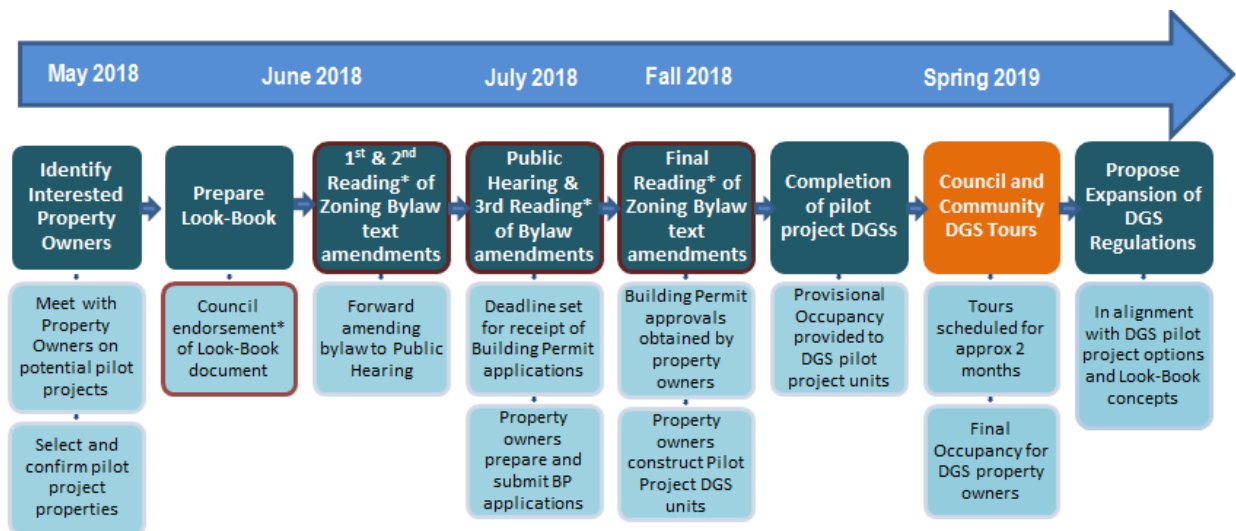 May 2018
June 2018
July 2018
Fall 2018
Spring 2019
Identify
Interested
Property
Owners
Prepare
Look-Book
1st & 2nd
Reading* of
Zoning Bylaw
text
amendments
Public
Hearing &
3rd Reading*
of Bylaw
amendments
Final
Reading* of
Zoning Bylaw
text
amendments
Completion
of pilot
project DGSs
Council and
Community
DGS Tours
Propose
Expansion of
DGS
Regulations
Meet with
Property
Owners on
potential pilot
projects
Council
endorsement*
of Look-Book
document
Forward
amending
bylaw to Public
Hearing
Deadline set
for receipt of
Building Permit
applications
Building Permit
approvals
obtained by
property
owners
Provisional
Occupancy
provided to
DGS pilot
project units
Tours
scheduled for
approx 2
months
In alignment
with DGS pilot
project options
and Look-Book
concepts
Select and
confirm pilot
project
properties
Property
owners
prepare and
submit BP
applications
Property
owners
construct Pilot
Project DGS
units
Final
Occupancy for
DGS property
owners